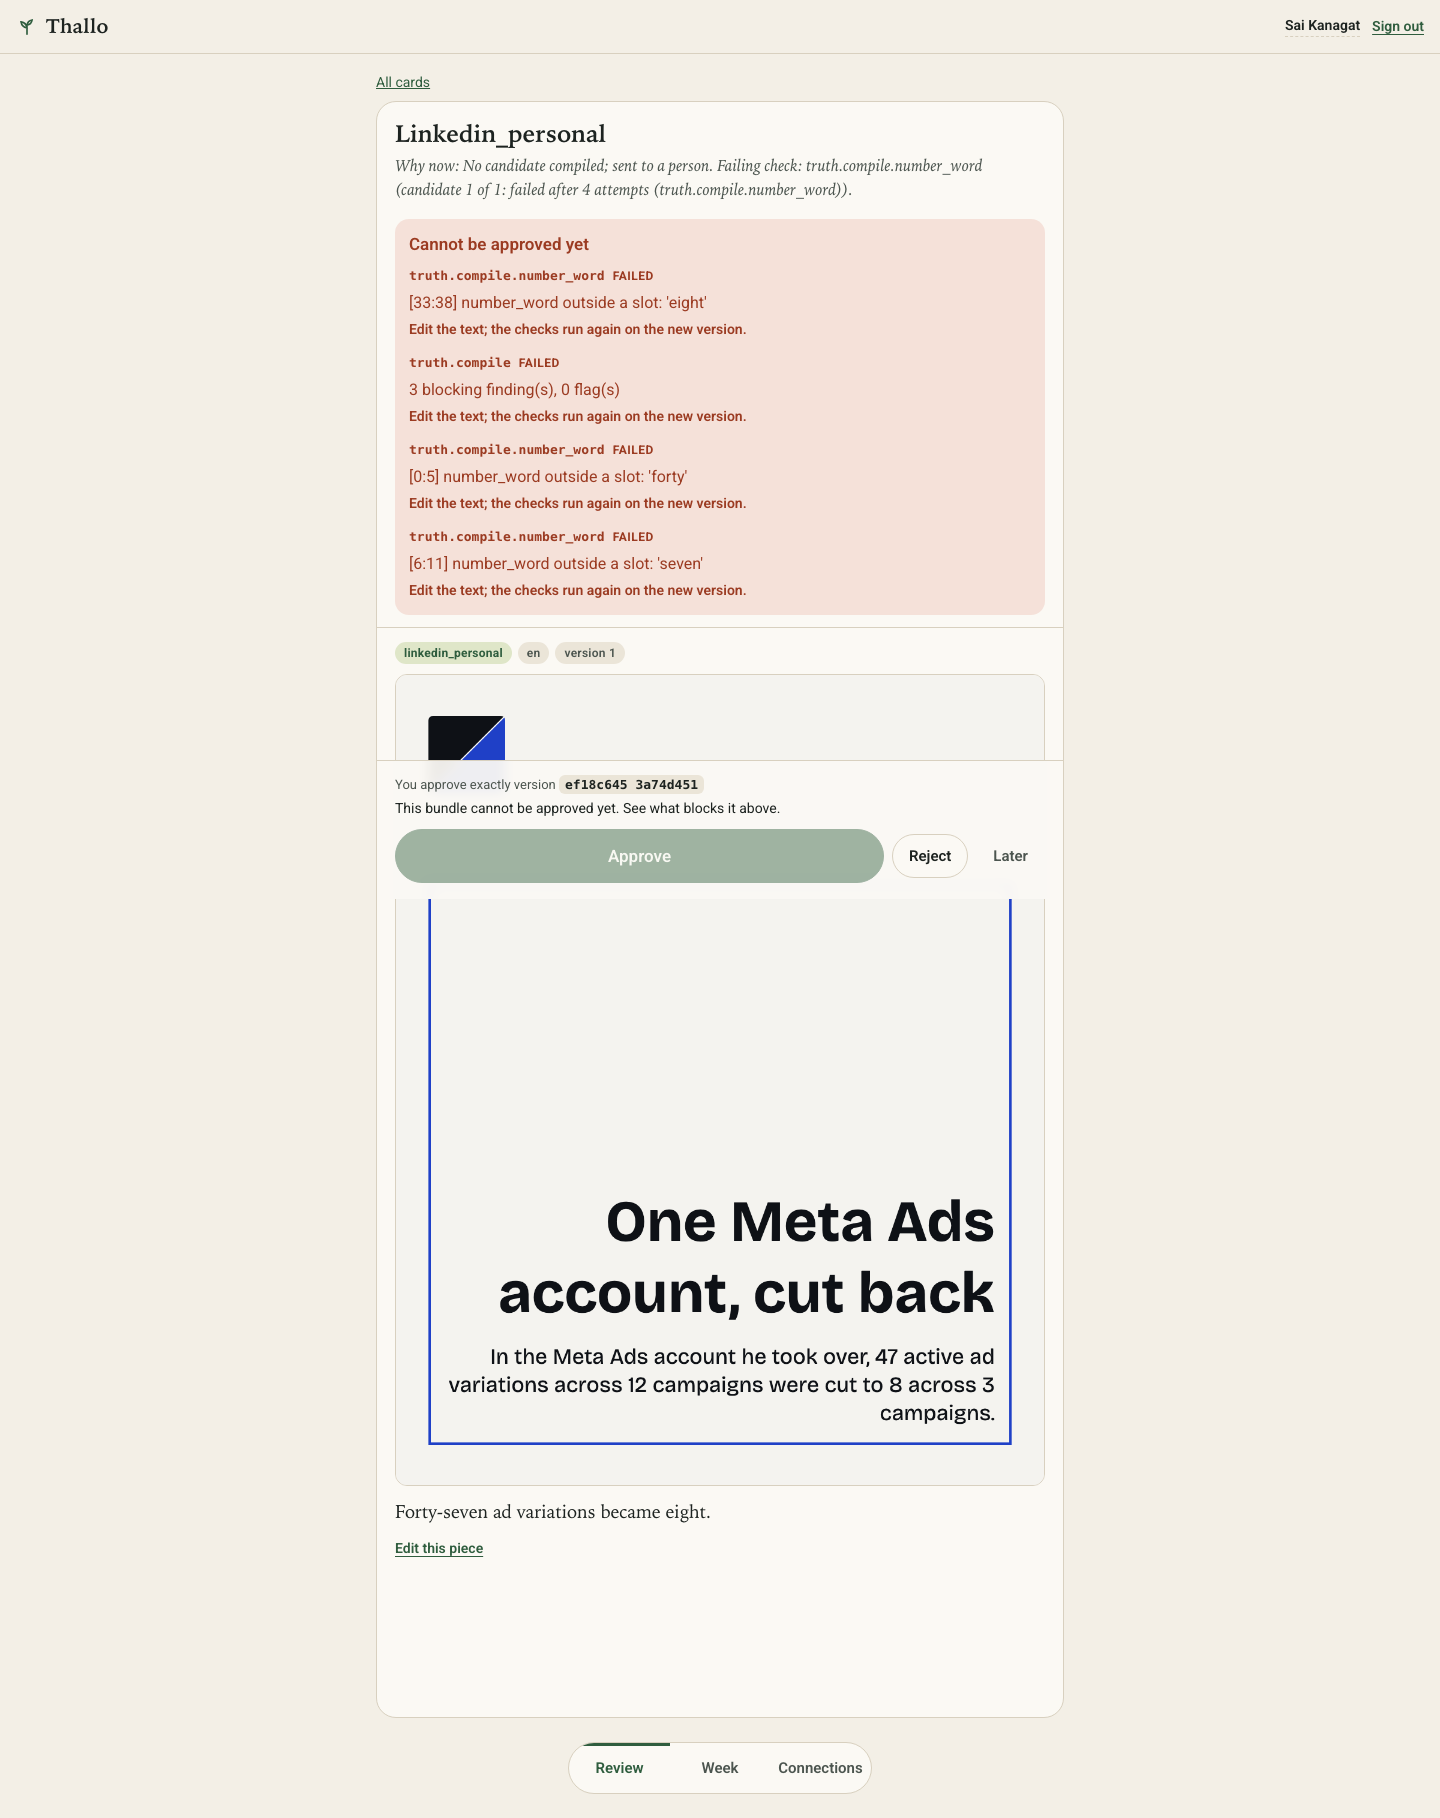 Thallo
Sai Kanagat
Sign out
All cards
Linkedin_personal
Why now: No candidate compiled; sent to a person. Failing check: truth.compile.number_word
(candidate 1 of 1: failed after 4 attempts (truth.compile.number_word)).
Cannot be approved yet
truth.compile.number_word FAILED
[33:38] number_word outside a slot: 'eight'
Edit the text; the checks run again on the new version.
truth.compile FAILED
3 blocking finding(s), 0 flag(s)
Edit the text; the checks run again on the new version.
truth.compile.number_word FAILED
[0:5] number_word outside a slot: 'forty'
Edit the text; the checks run again on the new version.
truth.compile.number_word FAILED
[6:11] number_word outside a slot: 'seven'
Edit the text; the checks run again on the new version.
linkedin_personal
en
version 1
You approve exactly version ef18c645 3a74d451
This bundle cannot be approved yet. See what blocks it above.
Approve
Reject
Later
One Meta Ads
account, cut back
In the Meta Ads account he took over, 47 active ad
variations across 12 campaigns were cut to 8 across 3
campaigns.
Forty-seven ad variations became eight.
Edit this piece
Review
Week
Connections